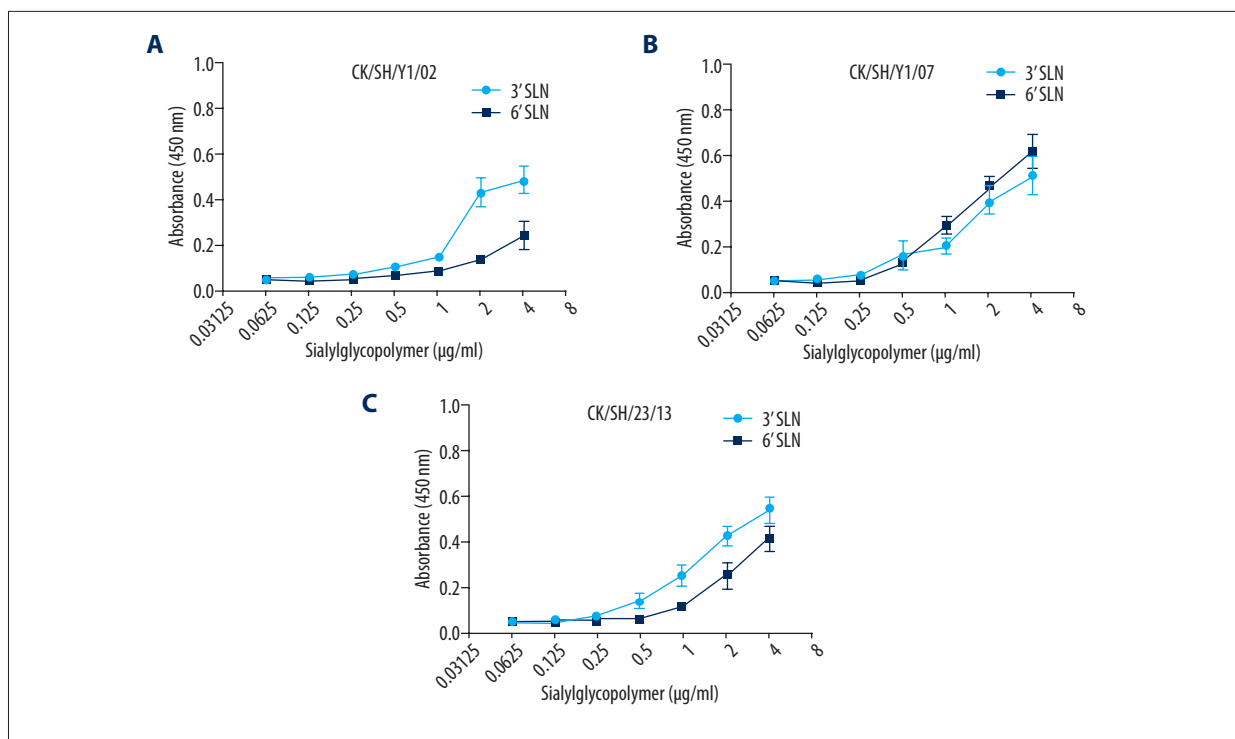 A
CK/SH/Y1/02
3’ SLN
6’ SLN
Absorbance (450 nm)
1.0
0.8
0.6
0.4
0.2
0.0
0.03125
0.0625
0.125
0.25
0.5
1
2
4
8
Sialylglycopolymer (µg/ml)
B
CK/SH/Y1/07
3’ SLN
6’ SLN
Absorbance (450 nm)
1.0
0.8
0.6
0.4
0.2
0.0
0.03125
0.0625
0.125
0.25
0.5
1
2
4
8
Sialylglycopolymer (µg/ml)
C
CK/SH/23/13
3’ SLN
6’ SLN
Absorbance (450 nm)
1.0
0.8
0.6
0.4
0.2
0.0
0.03125
0.0625
0.125
0.25
0.5
1
2
4
8
Sialylglycopolymer (µg/ml)